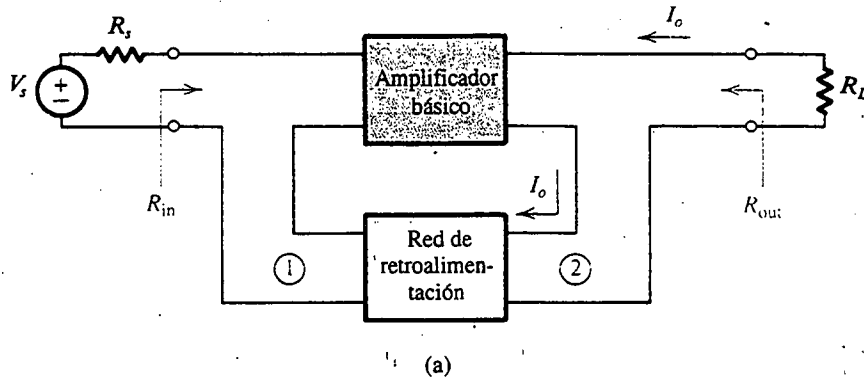 R_s
V_s
+
−
R_in
Amplificador
básico
I_o
I_o
Red de
retroalimen-
tación
1
2
R_L
R_out
(a)